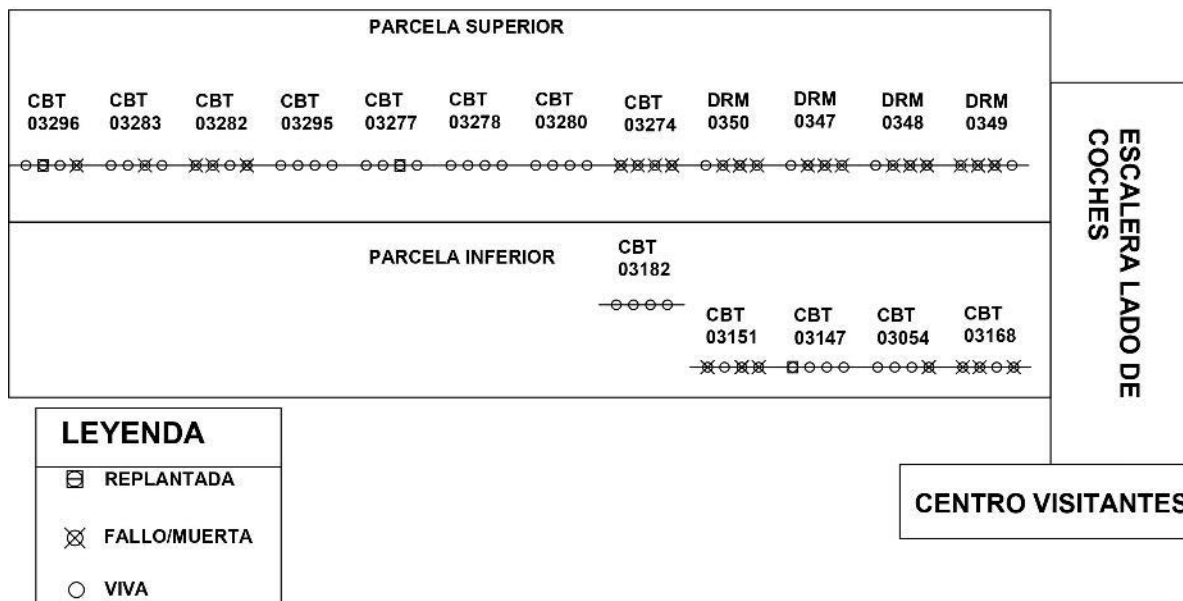 PARCELA SUPERIOR
CBT
03296
CBT
03283
CBT
03282
CBT
03295
CBT
03277
CBT
03278
CBT
03280
CBT
03274
DRM
0350
DRM
0347
DRM
0348
DRM
0349
PARCELA INFERIOR
CBT
03182
CBT
03151
CBT
03147
CBT
03054
CBT
03168
ESCALERA LADO DE
COCHES
LEYENDA
REPLANTADA
FALLO/MUERTA
VIVA
CENTRO VISITANTES